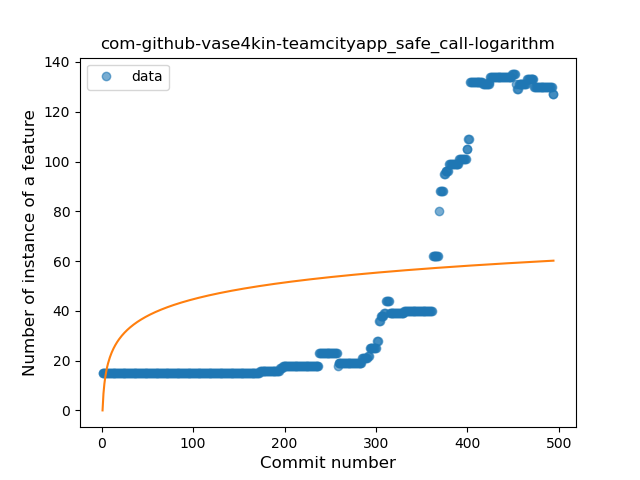 com-github-vase4kin-teamcityapp_safe_call-logarithm
data
Number of instance of a feature
140
120
100
80
60
40
20
0
0 100 200 300 400 500
Commit number